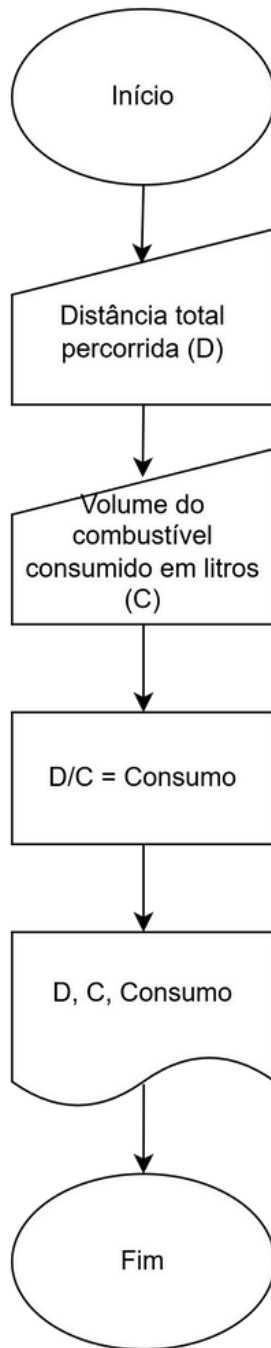 Início
Distância total
percorrida (D)
Volume do
combustível
consumido em litros
(C)
D/C = Consumo
D, C, Consumo
Fim